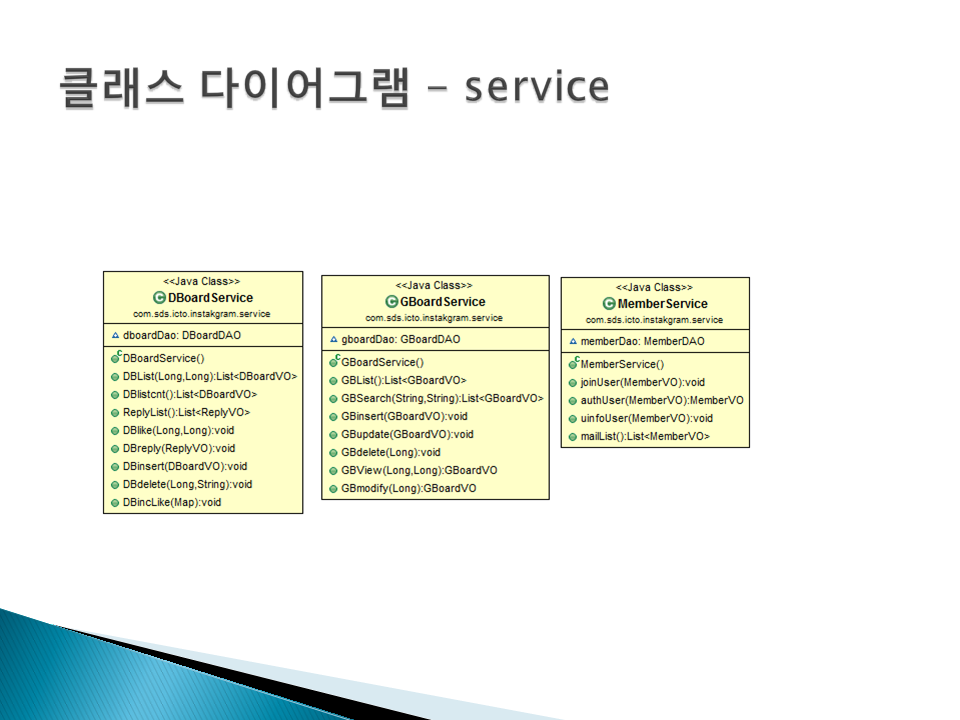 클래스 다이어그램 - service
<<Java Class>>
DBoardService
com.sds.icto.instakgram.service
dboardDao: DBoardDAO
DBoardService()
DBList(Long,Long):List<DBoardVO>
DBlistcnt():List<DBoardVO>
ReplyList():List<ReplyVO>
DBlike(Long,Long):void
DBreply(ReplyVO):void
DBinsert(DBoardVO):void
DBdelete(Long,String):void
DBincLike(Map):void
<<Java Class>>
GBoardService
com.sds.icto.instakgram.service
gboardDao: GBoardDAO
GBoardService()
GBList():List<GBoardVO>
GBSearch(String,String):List<GBoardVO>
GBinsert(GBoardVO):void
GBupdate(GBoardVO):void
GBdelete(Long):void
GBView(Long,Long):GBoardVO
GBmodify(Long):GBoardVO
<<Java Class>>
MemberService
com.sds.icto.instakgram.service
memberDao: MemberDAO
MemberService()
joinUser(MemberVO):void
authUser(MemberVO):MemberVO
uinfoUser(MemberVO):void
mailList():List<MemberVO>